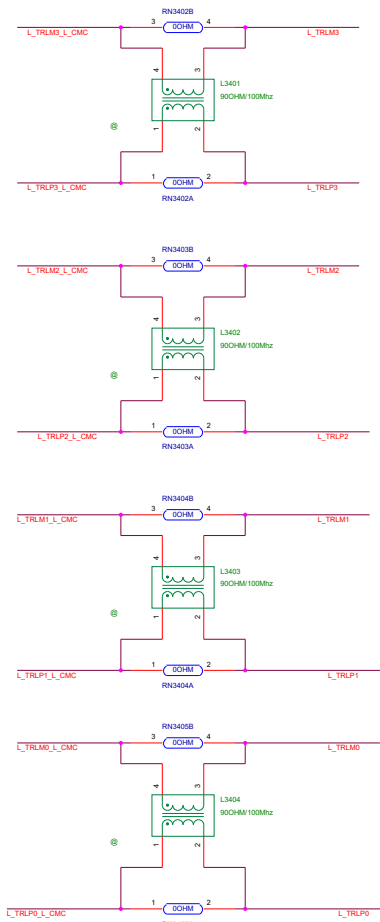 RN3402B
3 0OHM 4
L_TRLM3_L_CMC L_TRLM3
4 3
L3401
90OHM/100Mhz
@
1 2
1 0OHM 2
L_TRLP3_L_CMC L_TRLP3
RN3402A
RN3403B
3 0OHM 4
L_TRLM2_L_CMC L_TRLM2
4 3
L3402
90OHM/100Mhz
@
1 2
1 0OHM 2
L_TRLP2_L_CMC L_TRLP2
RN3403A
RN3404B
3 0OHM 4
L_TRLM1_L_CMC L_TRLM1
4 3
L3403
90OHM/100Mhz
@
1 2
1 0OHM 2
L_TRLP1_L_CMC L_TRLP1
RN3404A
RN3405B
3 0OHM 4
L_TRLM0_L_CMC L_TRLM0
4 3
L3404
90OHM/100Mhz
@
1 2
1 0OHM 2
L_TRLP0_L_CMC L_TRLP0